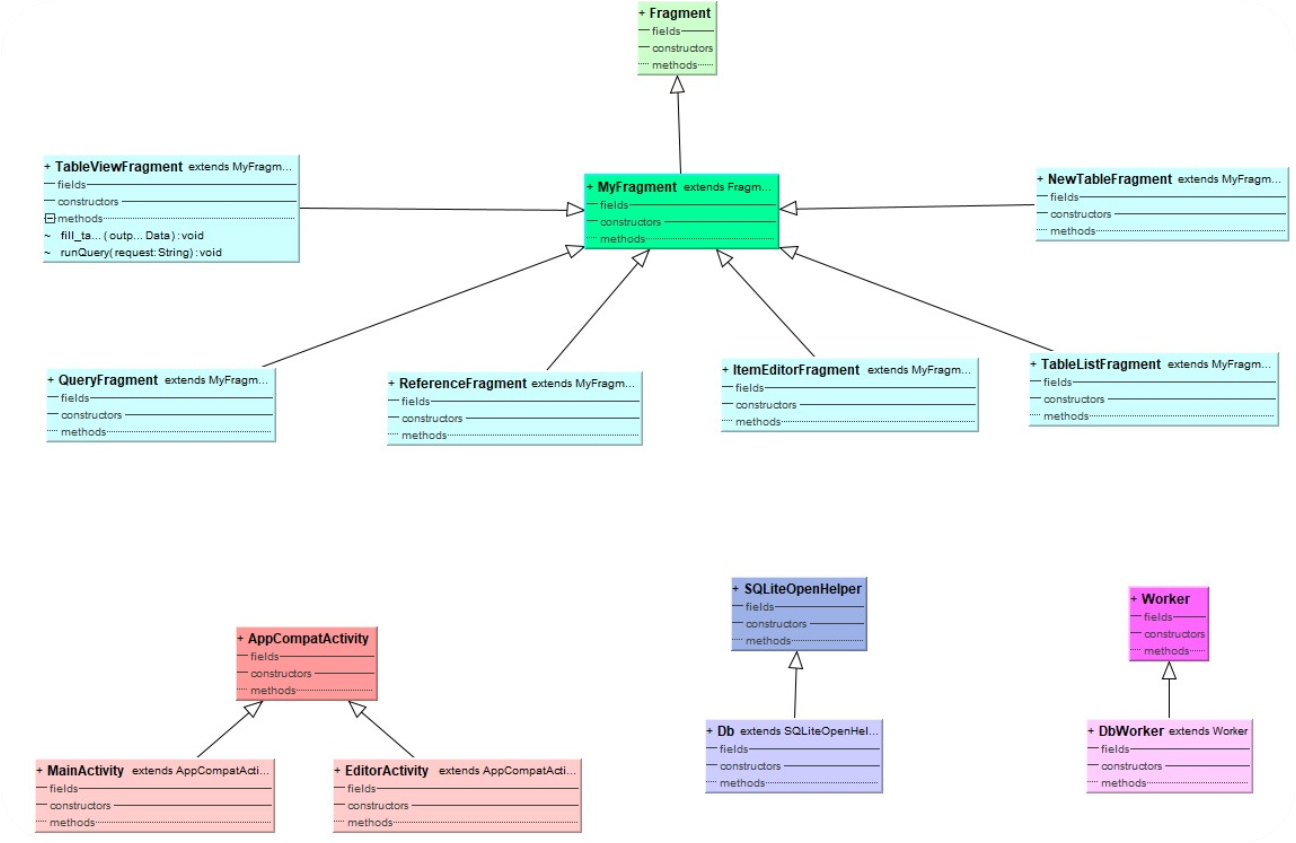 + Fragment
fields
constructors
methods
+ TableViewFragment extends MyFragm...
fields
constructors
methods
~ fill_ta...( outp... Data) : void
~ runQuery( request: String) : void
+ MyFragment extends Fragm...
fields
constructors
methods
+ NewTableFragment extends MyFragm...
fields
constructors
methods
+ QueryFragment extends MyFragm...
fields
constructors
methods
+ ReferenceFragment extends MyFragm...
fields
constructors
methods
+ ItemEditorFragment extends MyFragm...
fields
constructors
methods
+ TableListFragment extends MyFragm...
fields
constructors
methods
+ AppCompatActivity
fields
constructors
methods
+ SQLiteOpenHelper
fields
constructors
methods
+ Worker
fields
constructors
methods
+ MainActivity extends AppCompatActi...
fields
constructors
methods
+ EditorActivity extends AppCompatActi...
fields
constructors
methods
+ Db extends SQLiteOpenHel...
fields
constructors
methods
+ DbWorker extends Worker
fields
constructors
methods